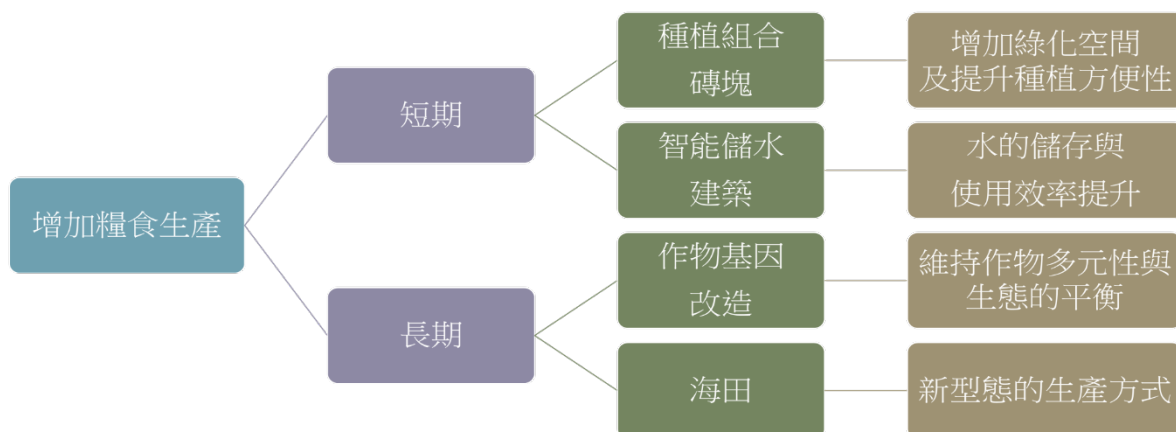 增加糧食生產
短期
種植組合
磚塊
增加綠化空間
及提升種植方便性
智能儲水
建築
水的儲存與
使用效率提升
長期
作物基因
改造
維持作物多元性與
生態的平衡
海田
新型態的生產方式